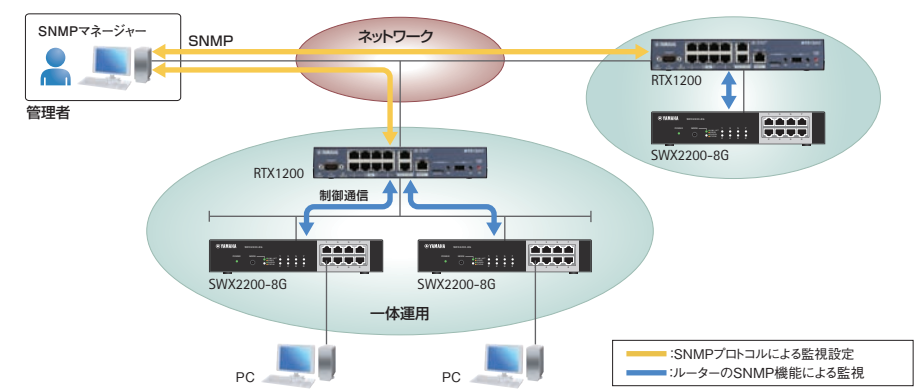 SNMPマネージャー
SNMP
ネットワーク
管理者
RTX1200
YAMAHA
SWX2200-8G
RTX1200
制御通信
YAMAHA
SWX2200-8G
YAMAHA
SWX2200-8G
一体運用
PC
PC
:SNMPプロトコルによる監視設定
:ルーターのSNMP機能による監視